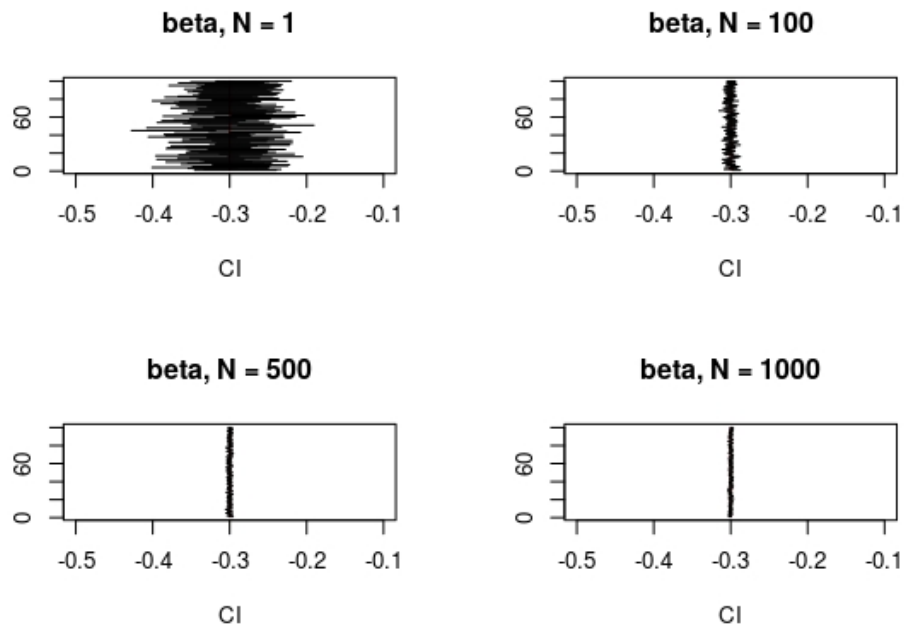 beta, N = 1
60
0
-0.5 -0.4 -0.3 -0.2 -0.1
CI
beta, N = 100
60
0
-0.5 -0.4 -0.3 -0.2 -0.1
CI
beta, N = 500
60
0
-0.5 -0.4 -0.3 -0.2 -0.1
CI
beta, N = 1000
60
0
-0.5 -0.4 -0.3 -0.2 -0.1
CI